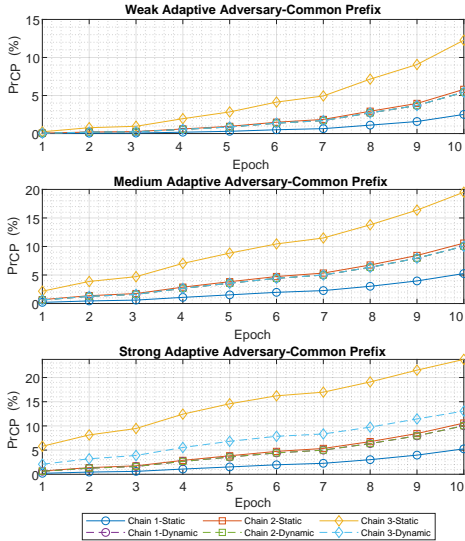 Weak Adaptive Adversary-Common Prefix
15
10
5
0
PrCP (%)
1 2 3 4 5 6 7 8 9 10
Epoch
Medium Adaptive Adversary-Common Prefix
20
15
10
5
0
PrCP (%)
1 2 3 4 5 6 7 8 9 10
Epoch
Strong Adaptive Adversary-Common Prefix
20
15
10
5
0
PrCP (%)
1 2 3 4 5 6 7 8 9 10
Epoch
Chain 1-Static Chain 2-Static Chain 3-Static
Chain 1-Dynamic Chain 2-Dynamic Chain 3-Dynamic